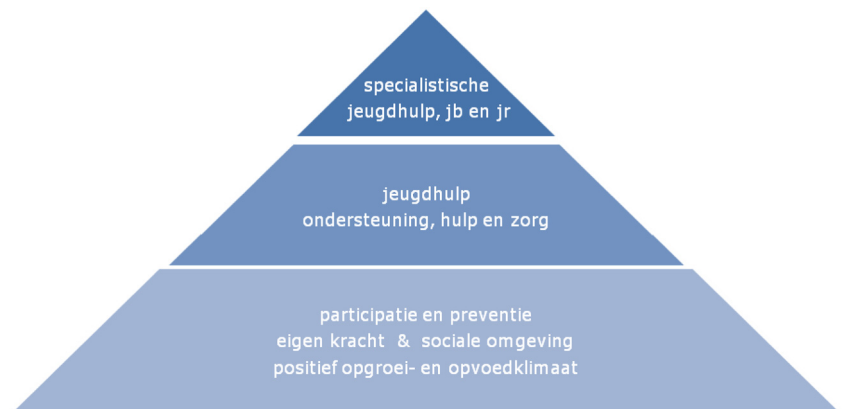 specialistische
jeugdhulp, jb en jr
jeugdhulp
ondersteuning, hulp en zorg
participatie en preventie
eigen kracht & sociale omgeving
positief opgroei- en opvoedklimaat